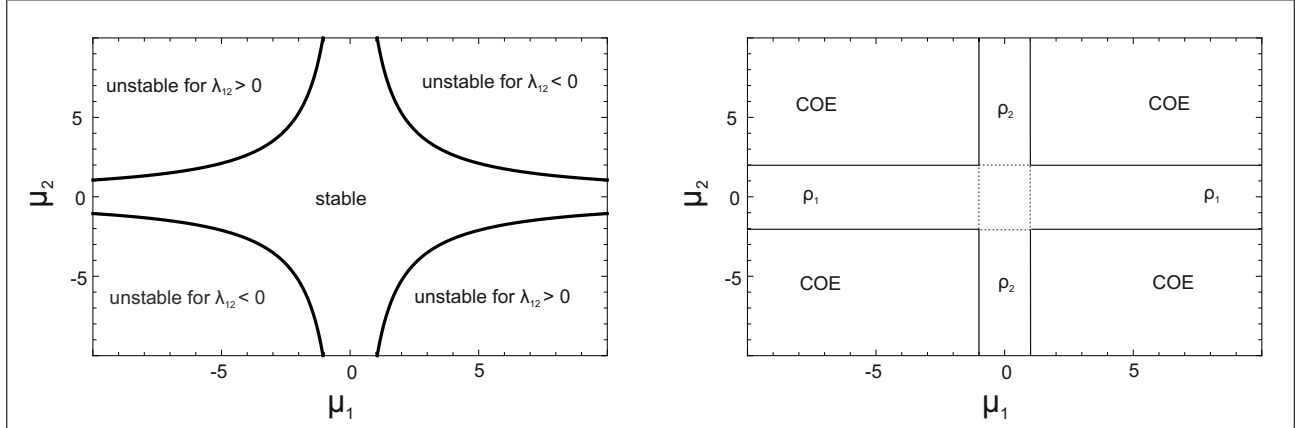 unstable for λ₁₂ > 0
unstable for λ₁₂ < 0
stable
unstable for λ₁₂ < 0
unstable for λ₁₂ > 0
5
0
-5
μ₂
-5
0
5
μ₁
COE
ρ₂
COE
ρ₁
ρ₁
COE
ρ₂
COE
5
0
-5
μ₂
-5
0
5
μ₁